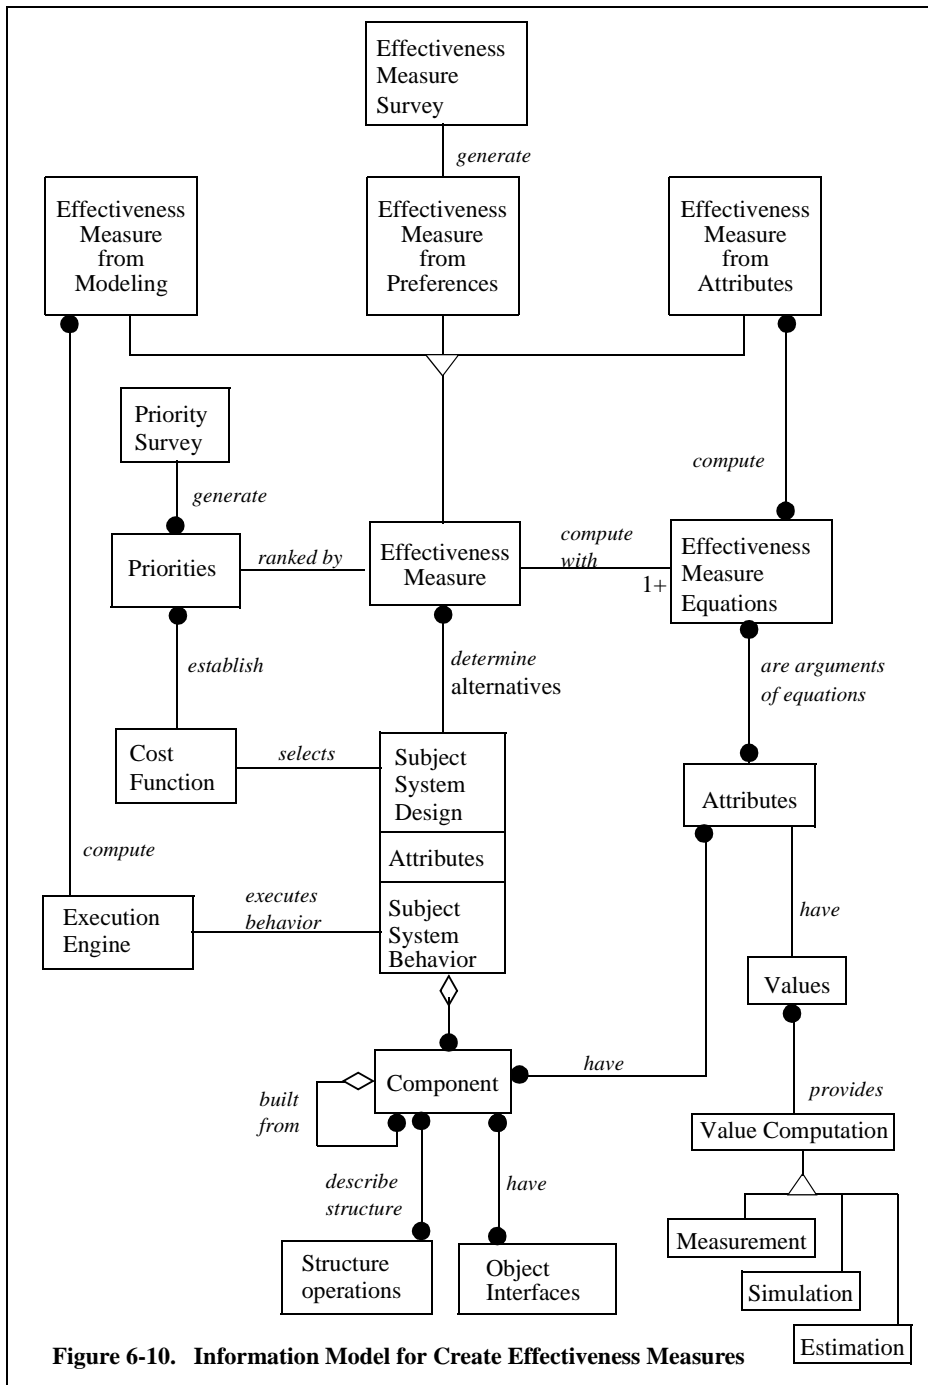 Effectiveness
Measure
Survey
generate
Effectiveness
Measure
from
Modeling
Effectiveness
Measure
from
Preferences
Effectiveness
Measure
from
Attributes
Priority
Survey
generate
compute
Priorities
ranked by
Effectiveness
Measure
compute
with
1+
Effectiveness
Measure
Equations
establish
determine
alternatives
are arguments
of equations
Cost
Function
selects
Subject
System
Design
Attributes
Attributes
compute
Execution
Engine
executes
behavior
Subject
System
Behavior
have
Values
Component
have
built
from
provides
Value Computation
describe
structure
have
Measurement
Structure
operations
Object
Interfaces
Simulation
Estimation
Figure 6-10. Information Model for Create Effectiveness Measures